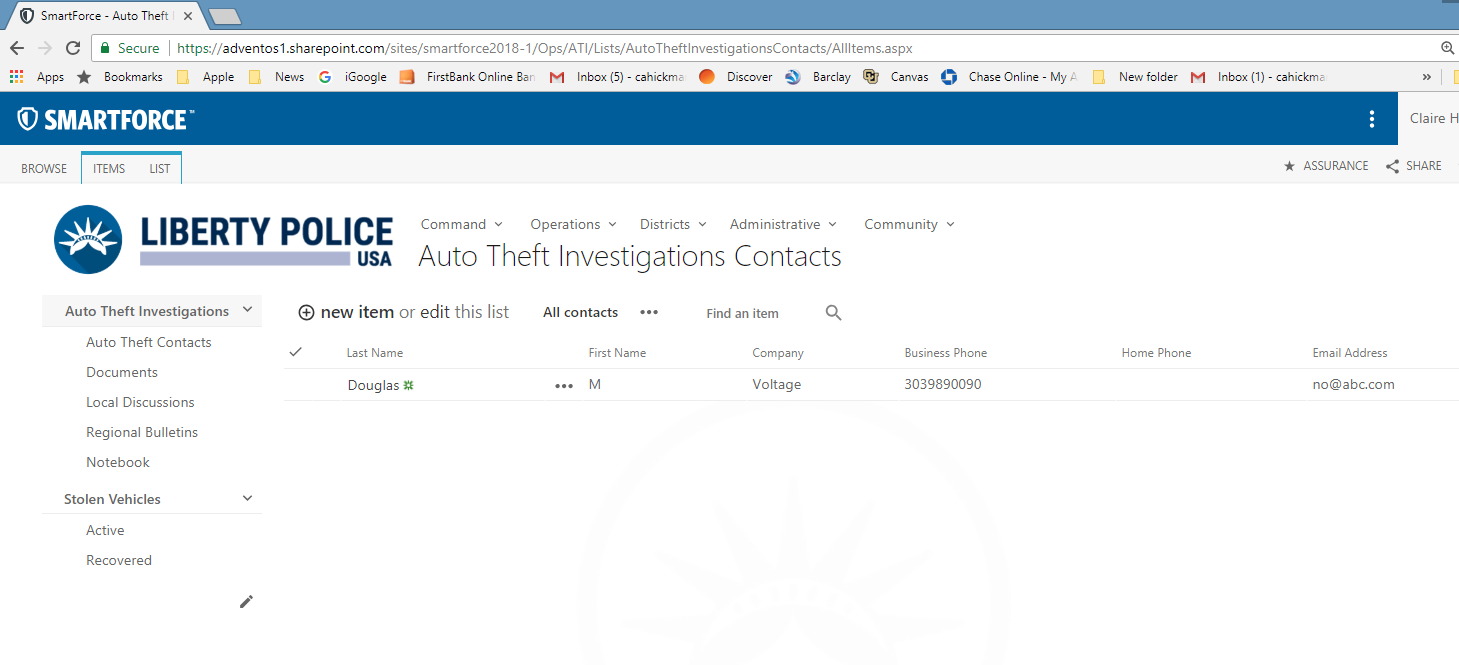 SmartForce - Auto Theft
Secure https://adventos1.sharepoint.com/sites/smartforce2018-1/Ops/ATI/Lists/AutoTheftInvestigationsContacts/AllItems.aspx
Apps Bookmarks Apple News iGoogle FirstBank Online Ban Inbox (5) - cahickma Discover Barclay Canvas Chase Online - My A New folder Inbox (1) - cahickma »
SMARTFORCE™ Claire H
BROWSE ITEMS LIST ASSURANCE SHARE
LIBERTY POLICE
USA
Command Operations Districts Administrative Community
Auto Theft Investigations Contacts
Auto Theft Investigations
Auto Theft Contacts
Documents
Local Discussions
Regional Bulletins
Notebook
Stolen Vehicles
Active
Recovered
new item or edit this list All contacts ••• Find an item
Last Name First Name Company Business Phone Home Phone Email Address
Douglas ••• M Voltage 3039890090 no@abc.com